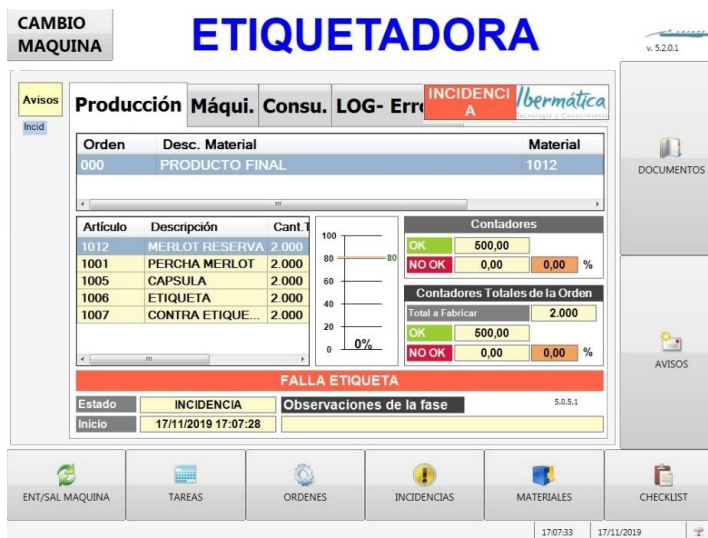 CAMBIO
MAQUINA
ETIQUETADORA
v. 5.2.0.1
Avisos
Incid
Producción Máqui. Consu. LOG- Erro
INCIDENCI
A
Ibermática
Tecnología y Conocimiento
Orden Desc. Material Material
000 PRODUCTO FINAL 1012
Artículo Descripción Cant.T
1012 MERLOT RESERVA 2.000
1001 PERCHA MERLOT 2.000
1005 CAPSULA 2.000
1006 ETIQUETA 2.000
1007 CONTRA ETIQUE... 2.000
100
80 80
60
40
20
0 0%
Contadores
OK 500,00
NO OK 0,00 0,00 %
Contadores Totales de la Orden
Total a Fabricar 2.000
OK 500,00
NO OK 0,00 0,00 %
FALLA ETIQUETA
Estado INCIDENCIA Observaciones de la fase 5.0.5.1
Inicio 17/11/2019 17:07:28
DOCUMENTOS
AVISOS
ENT/SAL MAQUINA TAREAS ORDENES INCIDENCIAS MATERIALES CHECKLIST
17:07:33 17/11/2019